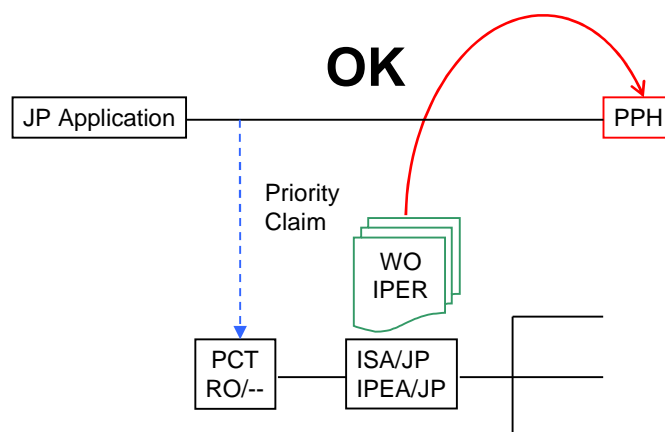 OK
JP Application
PPH
Priority
Claim
WO
IPER
PCT
RO/--
ISA/JP
IPEA/JP